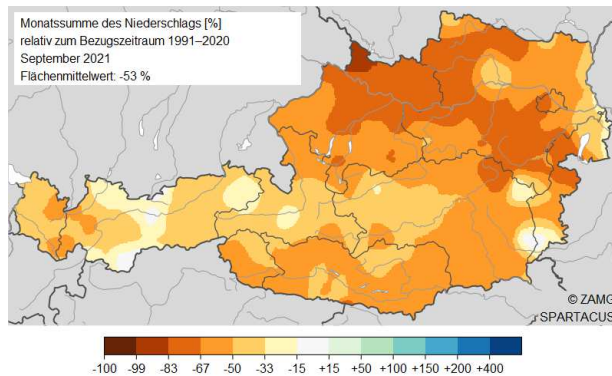 Monatssumme des Niederschlags [%]
relativ zum Bezugszeitraum 1991–2020
September 2021
Flächenmittelwert: -53 %
© ZAMG
SPARTACUS
-100 -99 -83 -67 -50 -33 -15 +15 +50 +100 +150 +200 +400